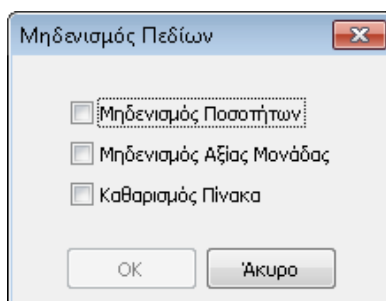 Μηδενισμός Πεδίων
Μηδενισμός Ποσοτήτων
Μηδενισμός Αξίας Μονάδας
Καθαρισμός Πίνακα
OK Άκυρο